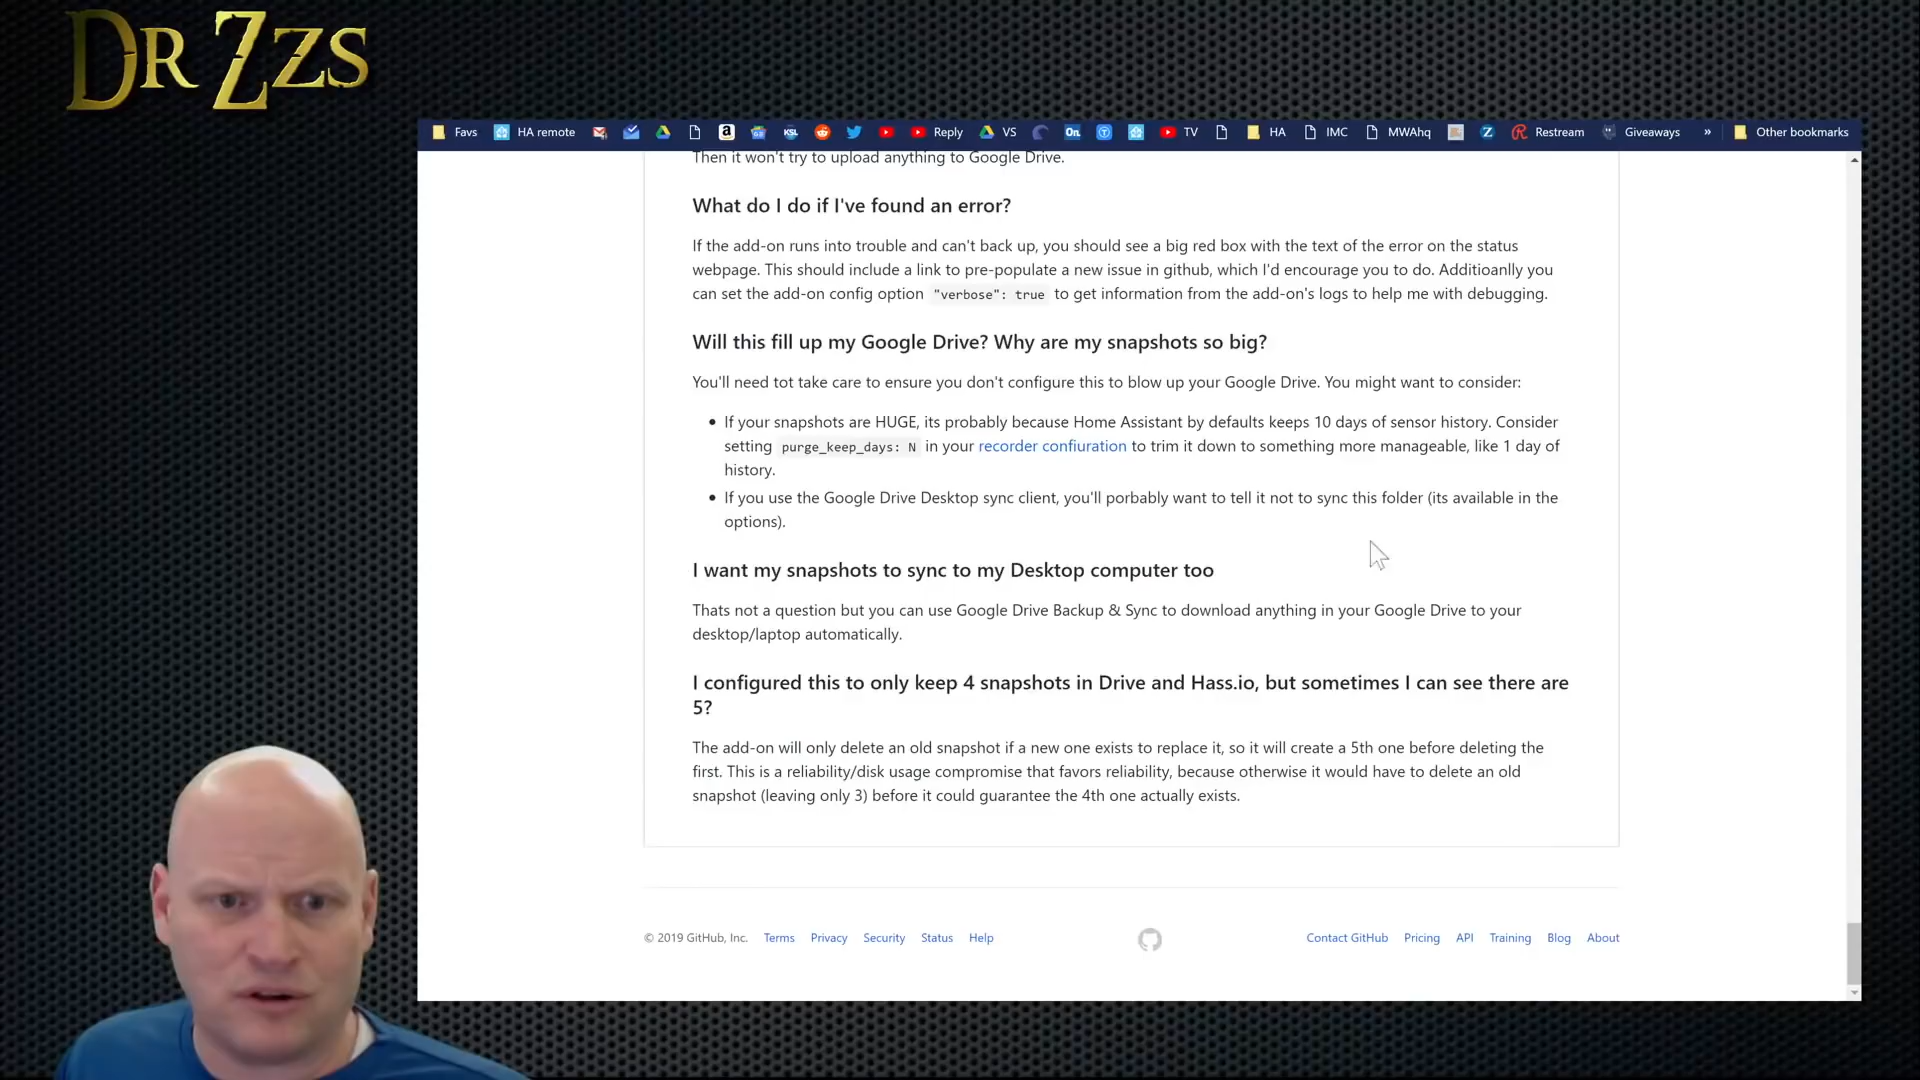 DR ZZS
Favs HA remote KSL Reply VS On TV HA IMC MWAhq Z Restream Giveaways » Other bookmarks
Then it won't try to upload anything to Google Drive.
What do I do if I've found an error?
If the add-on runs into trouble and can't back up, you should see a big red box with the text of the error on the status
webpage. This should include a link to pre-populate a new issue in github, which I'd encourage you to do. Additioanlly you
can set the add-on config option "verbose": true to get information from the add-on's logs to help me with debugging.
Will this fill up my Google Drive? Why are my snapshots so big?
You'll need tot take care to ensure you don't configure this to blow up your Google Drive. You might want to consider:
• If your snapshots are HUGE, its probably because Home Assistant by defaults keeps 10 days of sensor history. Consider
setting purge_keep_days: N in your recorder confiuration to trim it down to something more manageable, like 1 day of
history.
• If you use the Google Drive Desktop sync client, you'll porbably want to tell it not to sync this folder (its available in the
options).
I want my snapshots to sync to my Desktop computer too
Thats not a question but you can use Google Drive Backup & Sync to download anything in your Google Drive to your
desktop/laptop automatically.
I configured this to only keep 4 snapshots in Drive and Hass.io, but sometimes I can see there are
5?
The add-on will only delete an old snapshot if a new one exists to replace it, so it will create a 5th one before deleting the
first. This is a reliability/disk usage compromise that favors reliability, because otherwise it would have to delete an old
snapshot (leaving only 3) before it could guarantee the 4th one actually exists.
© 2019 GitHub, Inc. Terms Privacy Security Status Help Contact GitHub Pricing API Training Blog About